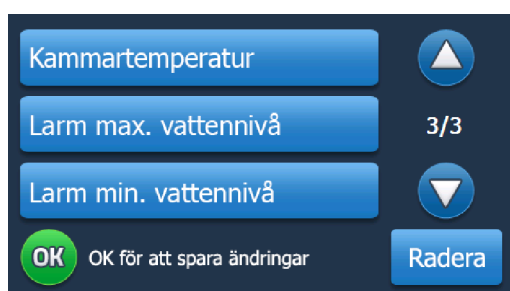 Kammartemperatur
Larm max. vattennivå
3/3
Larm min. vattennivå
OK
OK för att spara ändringar
Radera